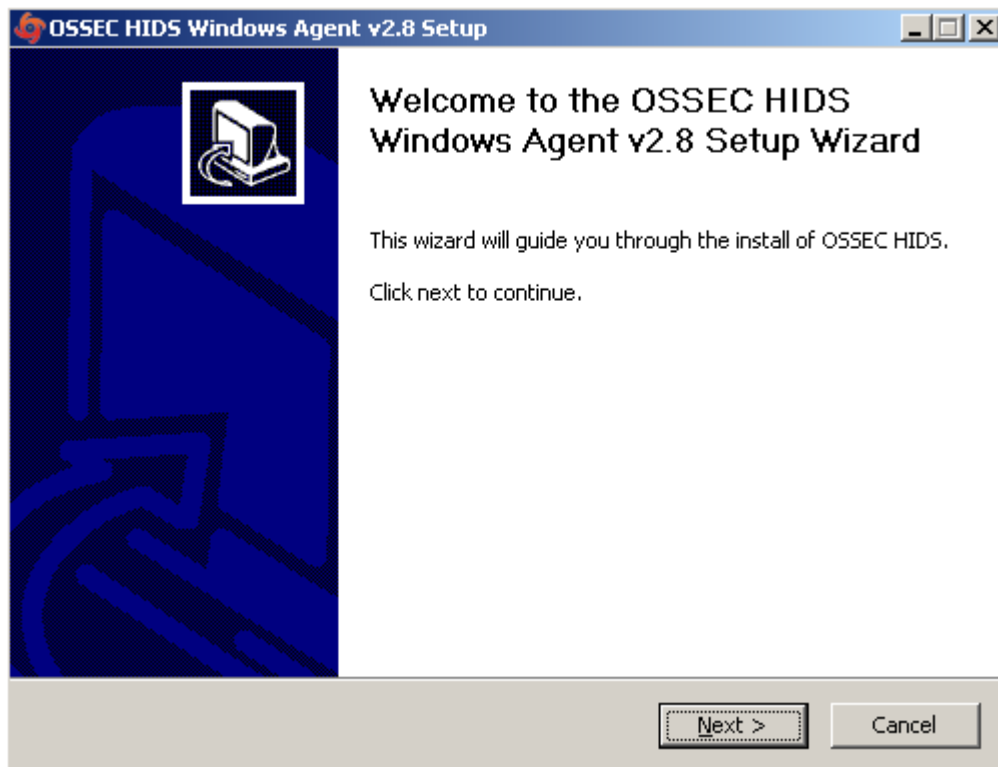 OSSEC HIDS Windows Agent v2.8 Setup
Welcome to the OSSEC HIDS
Windows Agent v2.8 Setup Wizard
This wizard will guide you through the install of OSSEC HIDS.
Click next to continue.
Next >
Cancel